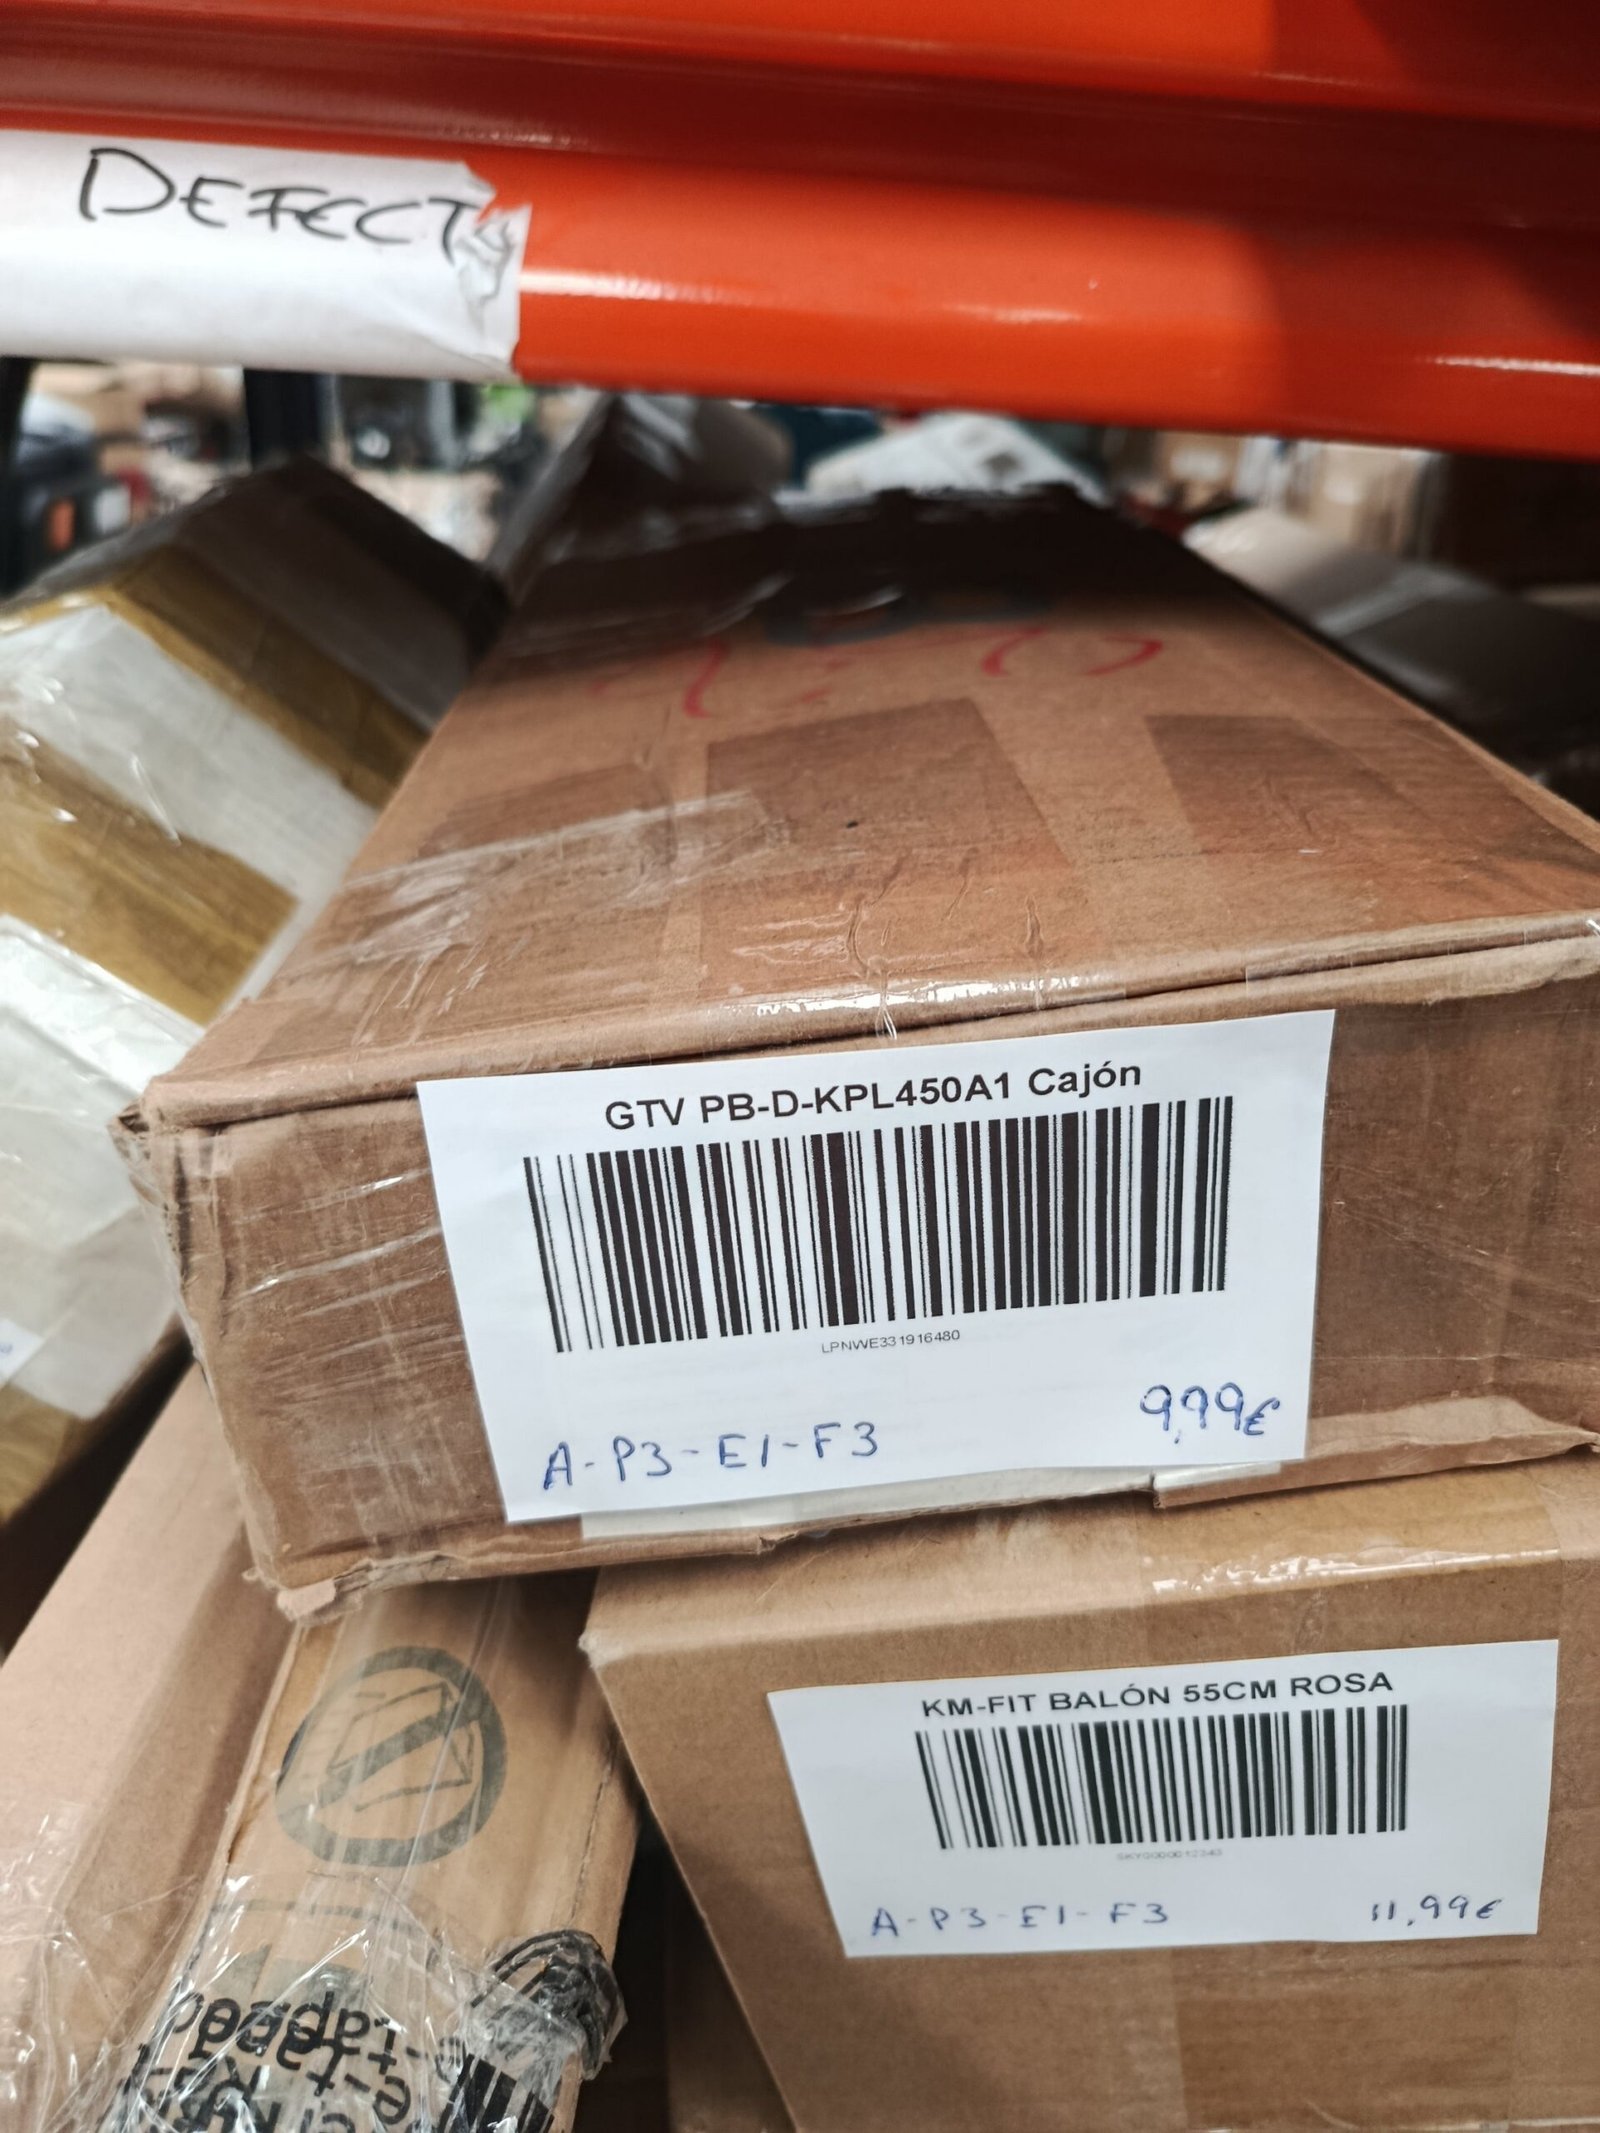 DEFECT
GTV PB-D-KPL450A1 Cajón
LPNWE331916480
A-P3-E1-F3
9,99€
KM-FIT BALÓN 55CM ROSA
SKY0000012243
A-P3-E1-F3
11,99€